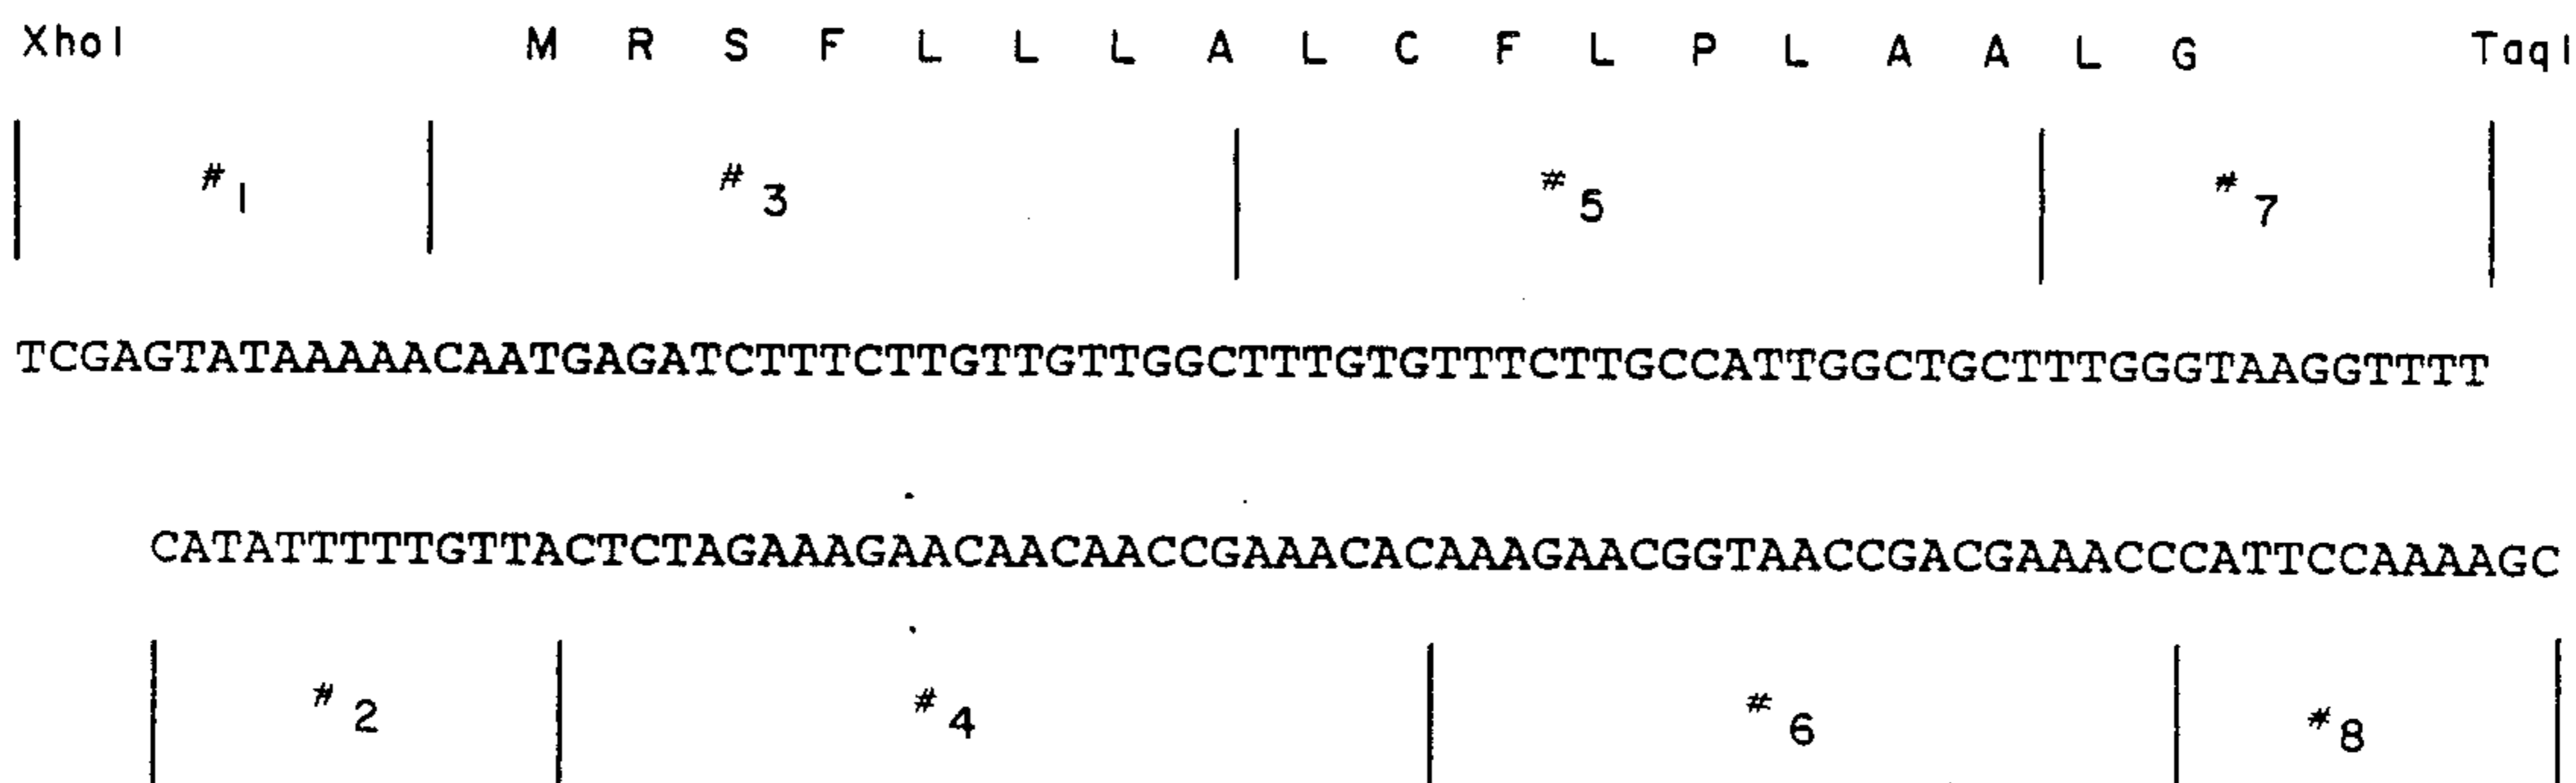 XhoI M R S F L L L A L C F L P L A A L G TaqI
#1 #3 #5 #7
TCGAGTATAAAAACAATGAGATCTTTCTTGTTGTTGGCTTTGTGTTTCTTGCCATTGGCTGCTTTGGGTAAGGTTTT
CATATTTTTGTTACTCTAGAAAGAACAACAACCGAAACACAAAGAACGGTAACCGACGAAACCCATTCCAAAAGC
#2 #4 #6 #8